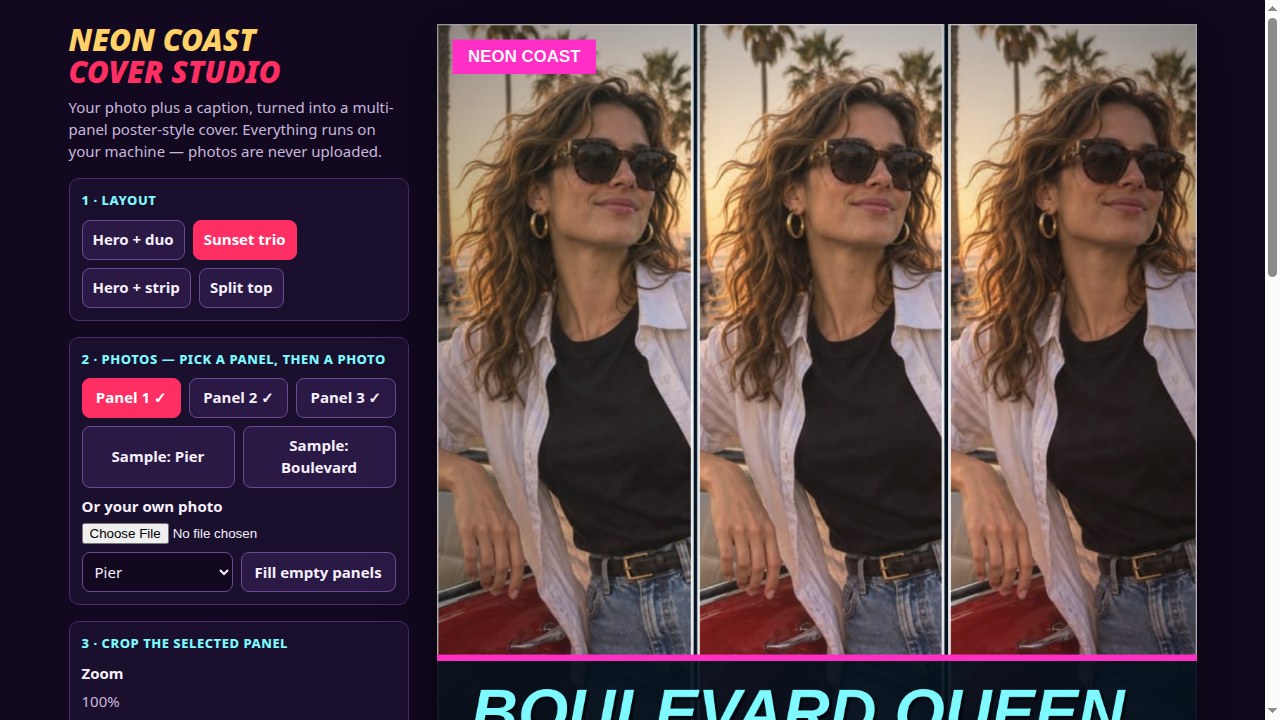 NEON COAST
COVER STUDIO
Your photo plus a caption, turned into a multi-
panel poster-style cover. Everything runs on
your machine — photos are never uploaded.
1 · LAYOUT
Hero + duo
Sunset trio
Hero + strip
Split top
2 · PHOTOS — PICK A PANEL, THEN A PHOTO
Panel 1 ✓
Panel 2 ✓
Panel 3 ✓
Sample: Pier
Sample:
Boulevard
Or your own photo
Choose File No file chosen
Pier
Fill empty panels
3 · CROP THE SELECTED PANEL
Zoom
100%
NEON COAST
BOULEVARD QUEEN